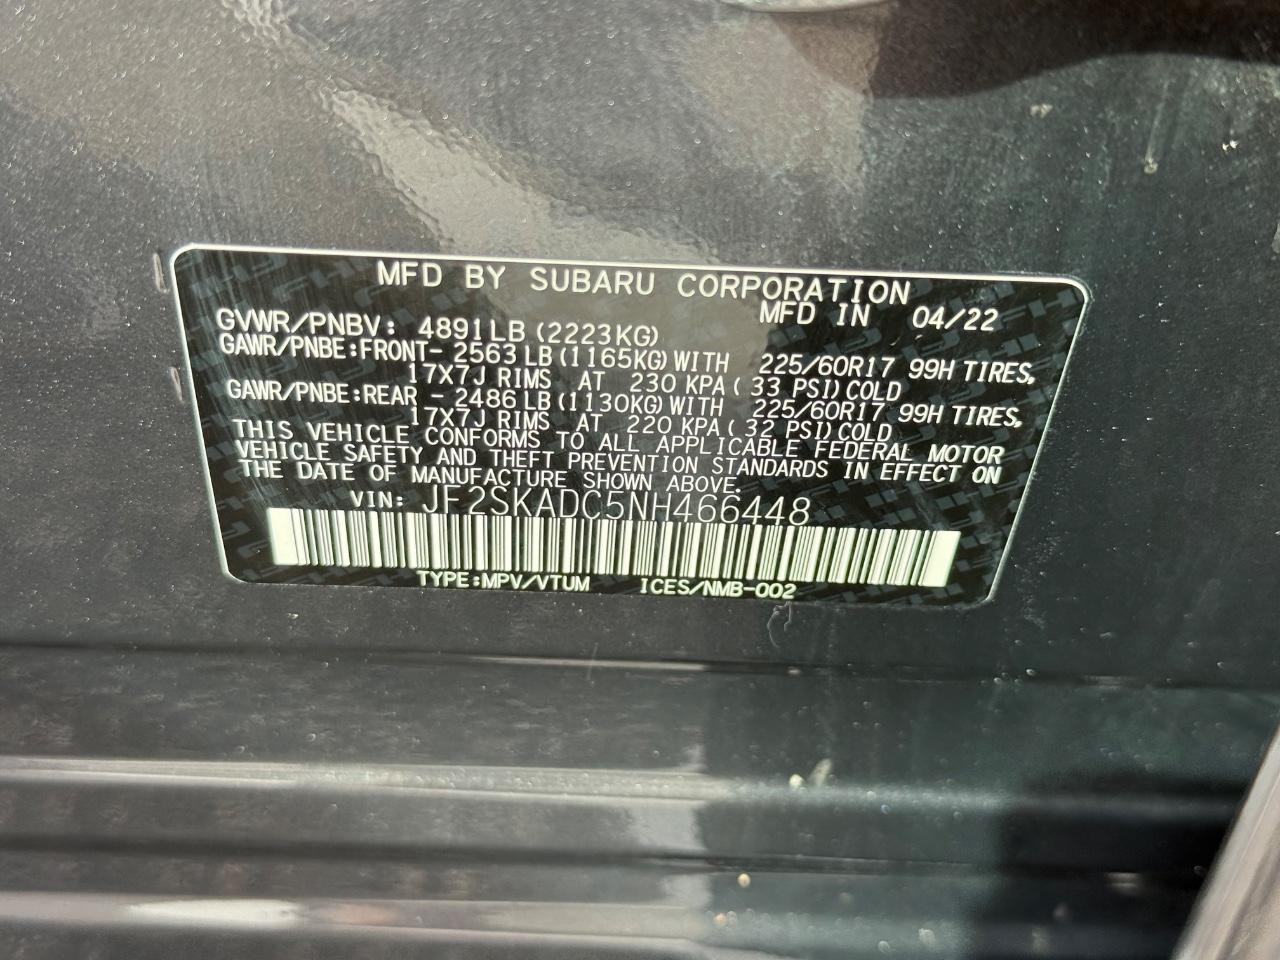 MFD BY SUBARU CORPORATION
MFD IN 04/22
GVWR/PNBV: 4891LB(2223KG)
GAWR/PNBE:FRONT- 2563LB(1165KG)WITH 225/60R17 99H TIRES,
17X7J RIMS AT 230 KPA(33 PSI)COLD
GAWR/PNBE:REAR - 2486LB(1130KG)WITH 225/60R17 99H TIRES,
17X7J RIMS AT 220 KPA(32 PSI)COLD
THIS VEHICLE CONFORMS TO ALL APPLICABLE FEDERAL MOTOR
VEHICLE SAFETY AND THEFT PREVENTION STANDARDS IN EFFECT ON
THE DATE OF MANUFACTURE SHOWN ABOVE.
VIN: JF2SKADC5NH466448
TYPE:MPV/VTUM ICES/NMB-002